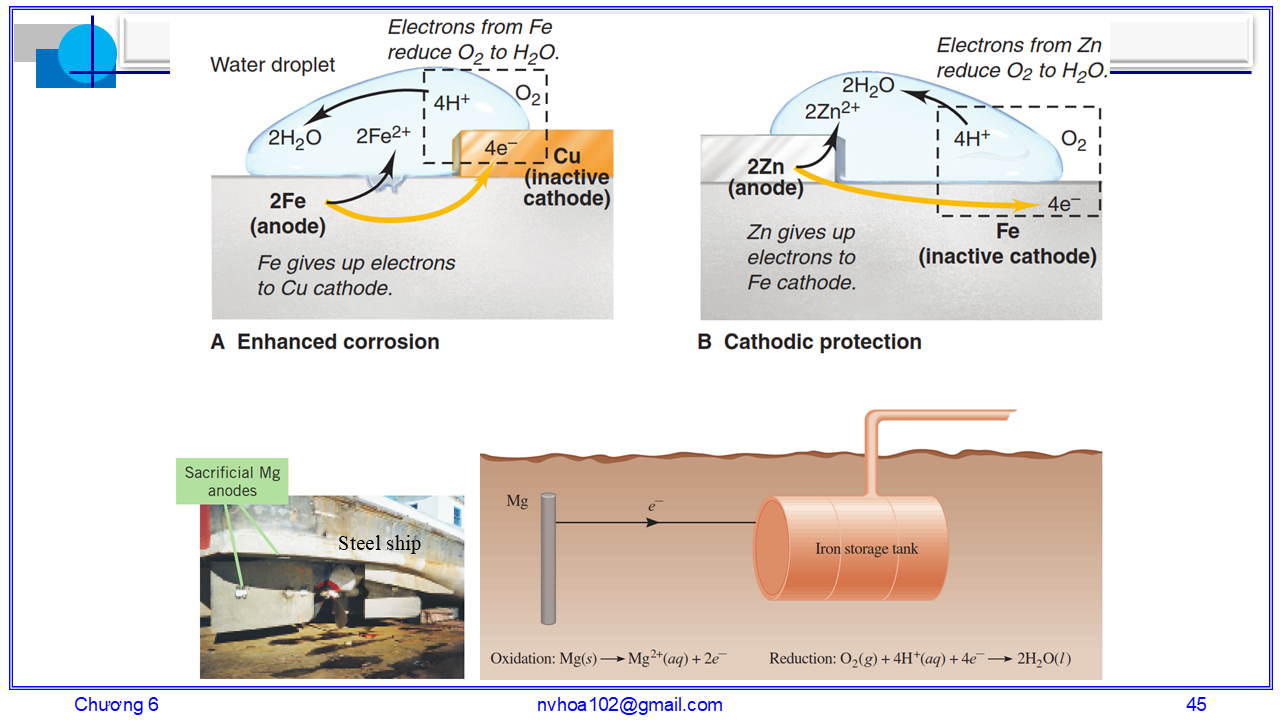 Electrons from Fe
reduce O₂ to H₂O.
Water droplet
4H⁺
O₂
2H₂O
2Fe²⁺
4e⁻
Cu
(inactive
cathode)
2Fe
(anode)
Fe gives up electrons
to Cu cathode.
A Enhanced corrosion
Electrons from Zn
reduce O₂ to H₂O.
2H₂O
2Zn²⁺
4H⁺
O₂
2Zn
(anode)
4e⁻
Zn gives up
electrons to
Fe cathode.
Fe
(inactive cathode)
B Cathodic protection
Sacrificial Mg
anodes
Steel ship
Mg
e⁻
Iron storage tank
Oxidation: Mg(s) ⟶ Mg²⁺(aq) + 2e⁻
Reduction: O₂(g) + 4H⁺(aq) + 4e⁻ ⟶ 2H₂O(l)
Chương 6
nvhoa102@gmail.com
45